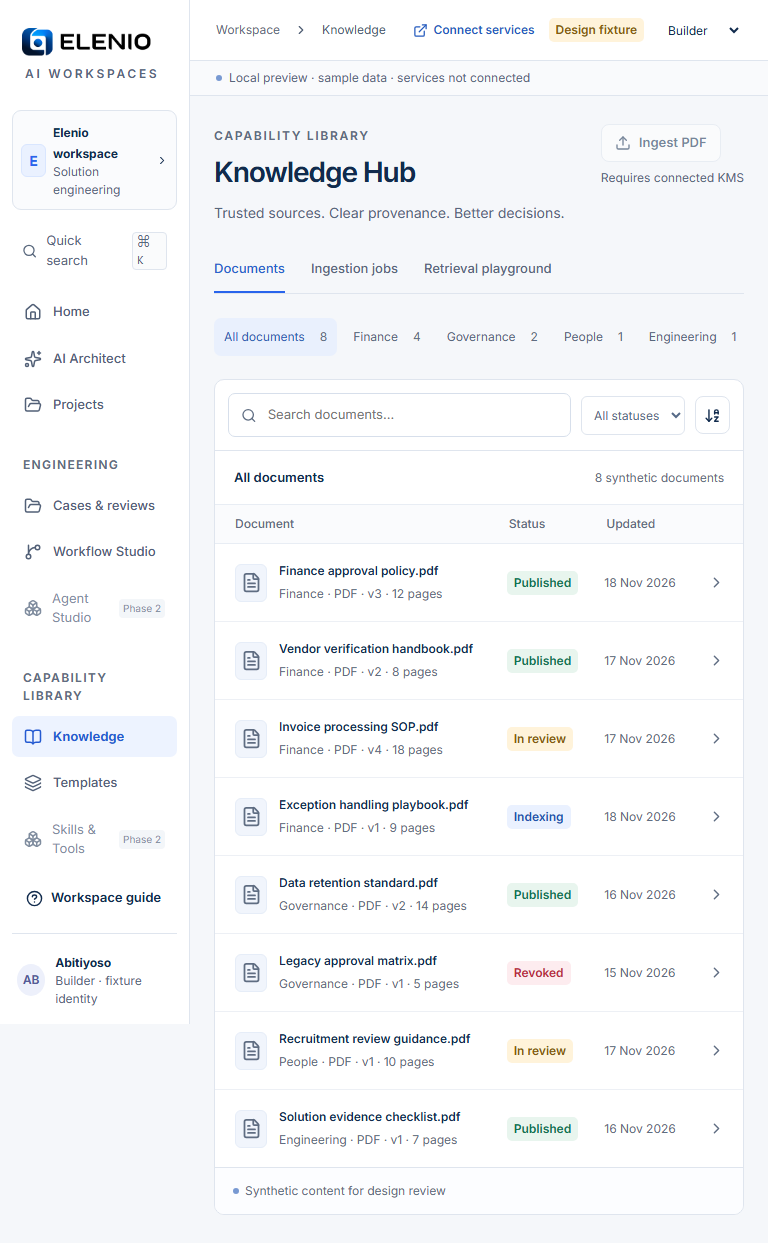 ELENIO
AI WORKSPACES
E
Elenio
workspace
Solution
engineering
Quick
search
⌘
K
Home
AI Architect
Projects
ENGINEERING
Cases & reviews
Workflow Studio
Agent
Studio
Phase 2
CAPABILITY
LIBRARY
Knowledge
Templates
Skills &
Tools
Phase 2
Workspace guide
AB
Abitiyoso
Builder · fixture
identity
Workspace > Knowledge Connect services Design fixture Builder
Local preview · sample data · services not connected
CAPABILITY LIBRARY
Knowledge Hub
Trusted sources. Clear provenance. Better decisions.
Ingest PDF
Requires connected KMS
Documents Ingestion jobs Retrieval playground
All documents 8 Finance 4 Governance 2 People 1 Engineering 1
Search documents... All statuses
All documents 8 synthetic documents
Document Status Updated
Finance approval policy.pdf
Finance · PDF · v3 · 12 pages
Published 18 Nov 2026
Vendor verification handbook.pdf
Finance · PDF · v2 · 8 pages
Published 17 Nov 2026
Invoice processing SOP.pdf
Finance · PDF · v4 · 18 pages
In review 17 Nov 2026
Exception handling playbook.pdf
Finance · PDF · v1 · 9 pages
Indexing 18 Nov 2026
Data retention standard.pdf
Governance · PDF · v2 · 14 pages
Published 16 Nov 2026
Legacy approval matrix.pdf
Governance · PDF · v1 · 5 pages
Revoked 15 Nov 2026
Recruitment review guidance.pdf
People · PDF · v1 · 10 pages
In review 17 Nov 2026
Solution evidence checklist.pdf
Engineering · PDF · v1 · 7 pages
Published 16 Nov 2026
Synthetic content for design review